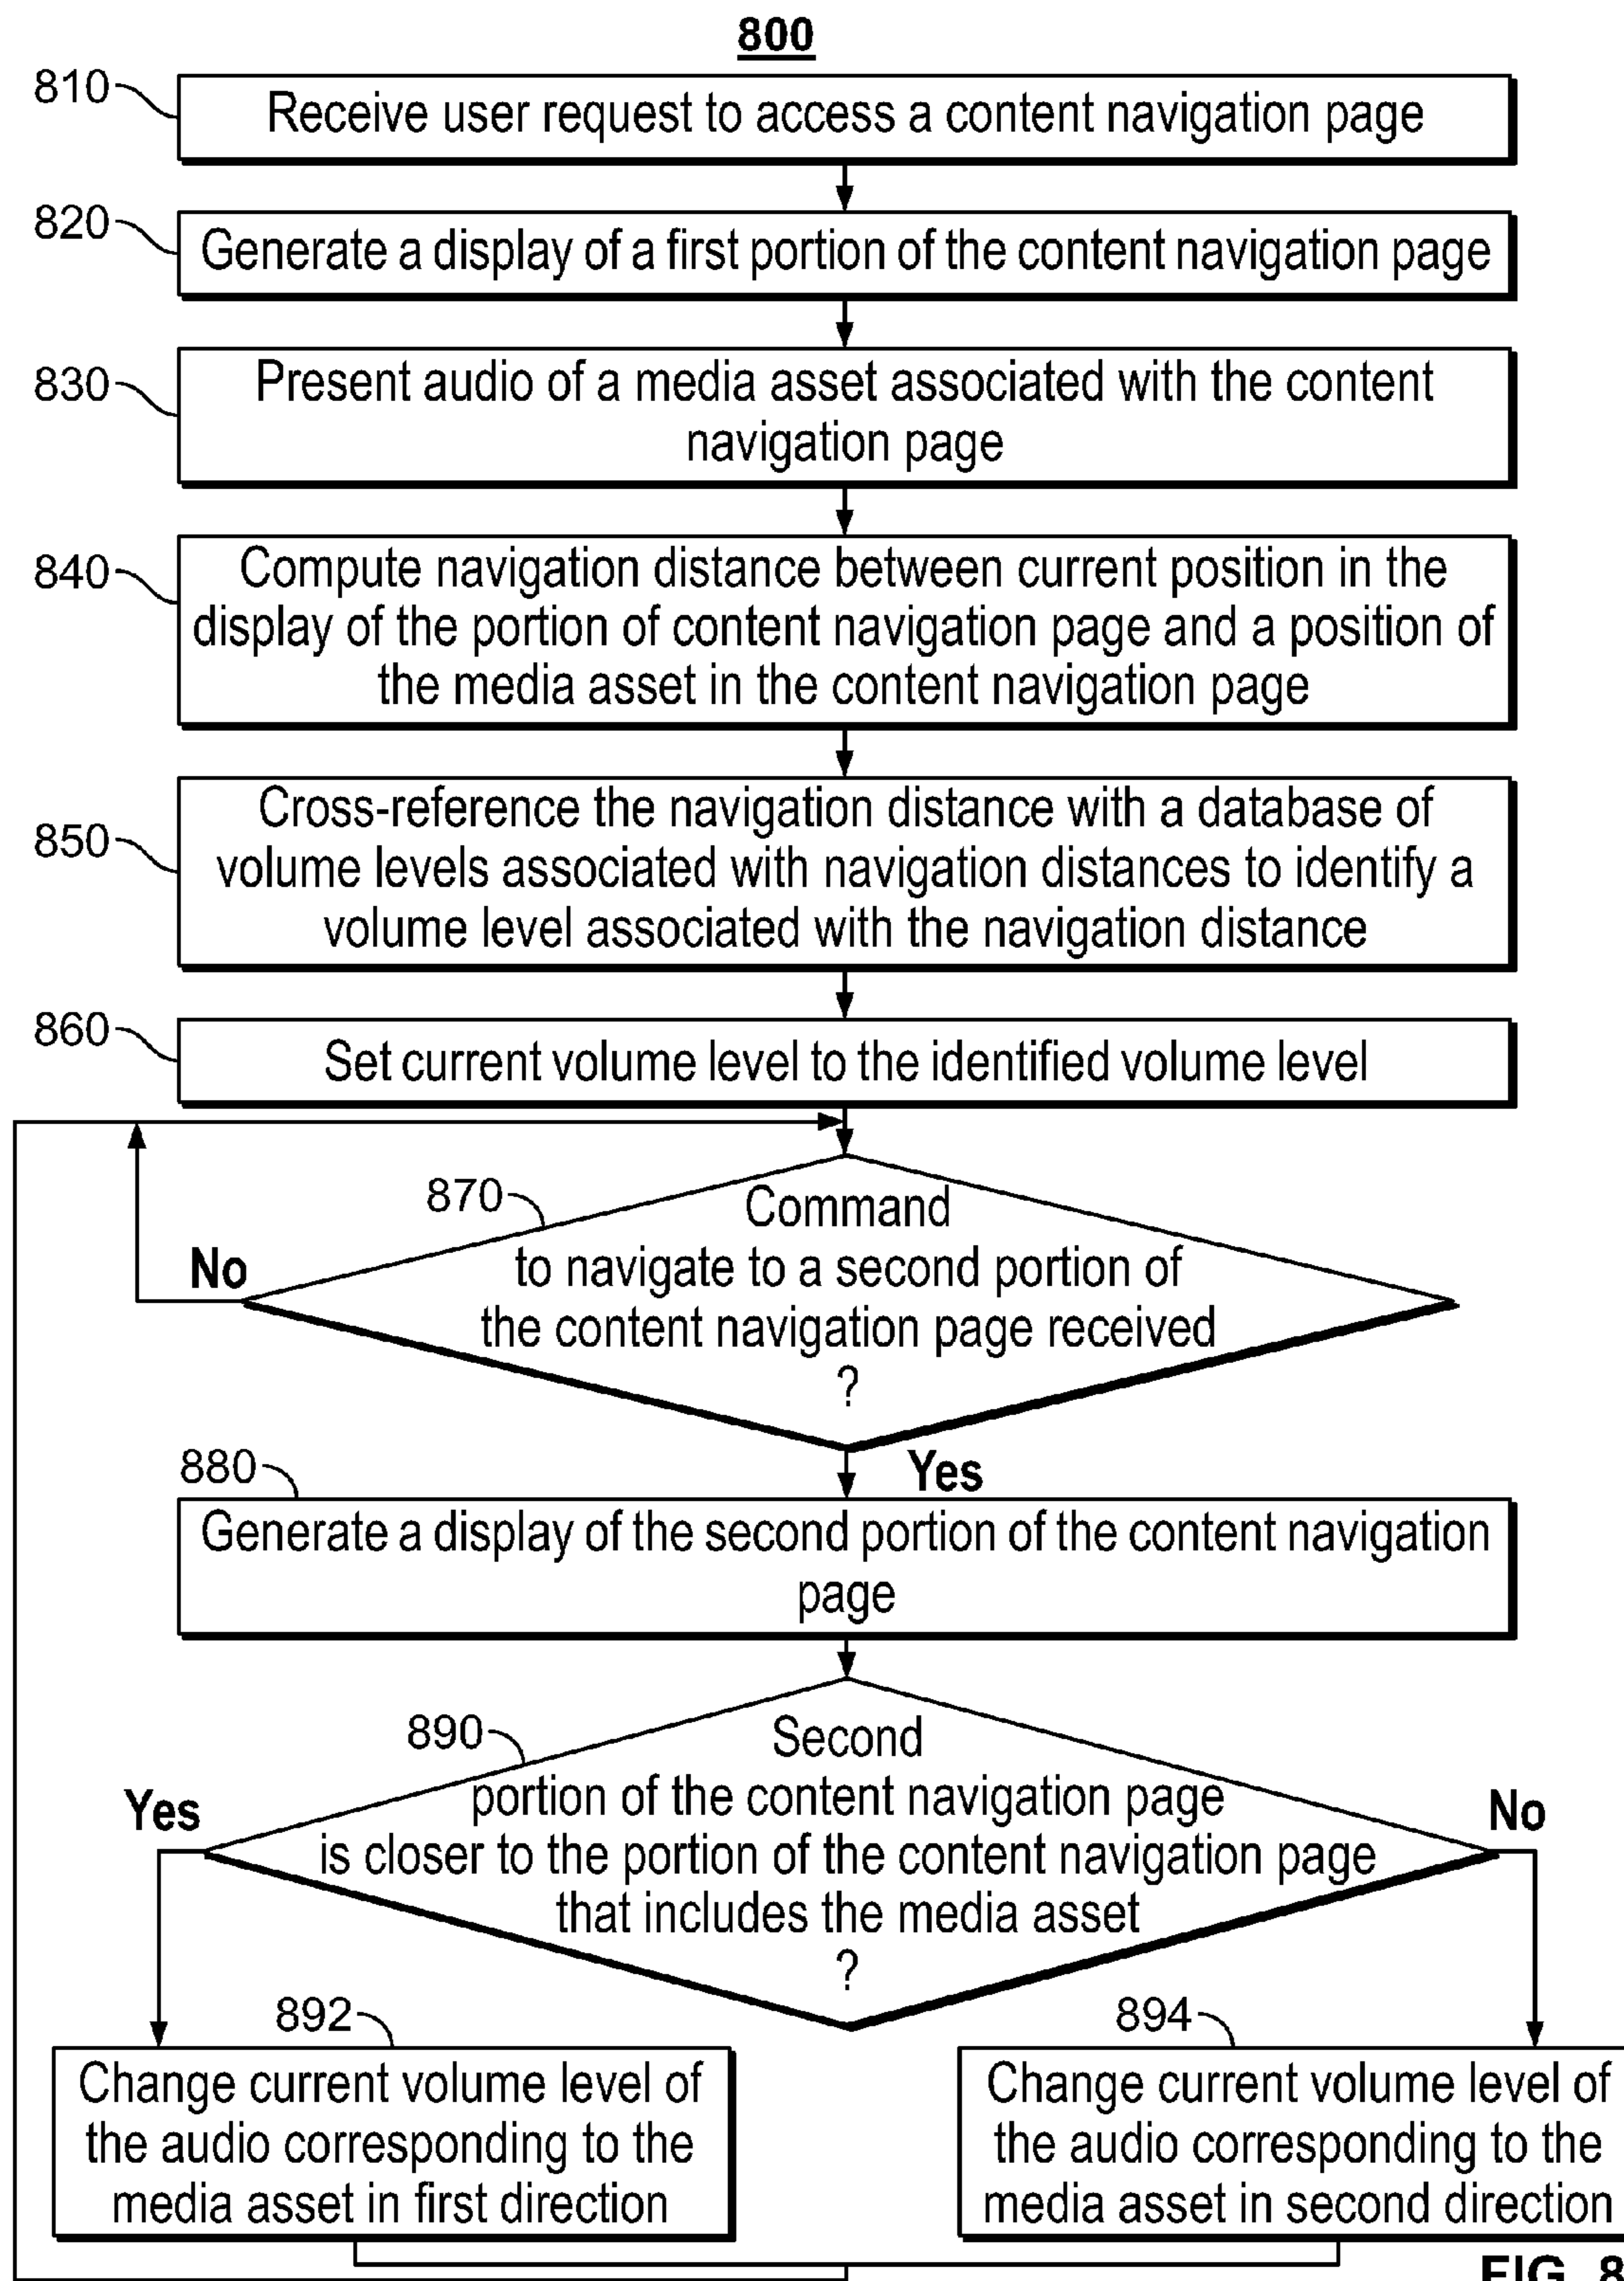 800
810
Receive user request to access a content navigation page
820
Generate a display of a first portion of the content navigation page
830
Present audio of a media asset associated with the content
navigation page
840
Compute navigation distance between current position in the
display of the portion of content navigation page and a position of
the media asset in the content navigation page
850
Cross-reference the navigation distance with a database of
volume levels associated with navigation distances to identify a
volume level associated with the navigation distance
860
Set current volume level to the identified volume level
870
Command
to navigate to a second portion of
the content navigation page received
?
No
Yes
880
Generate a display of the second portion of the content navigation
page
890
Second
portion of the content navigation page
is closer to the portion of the content navigation page
that includes the media asset
?
Yes
No
892
Change current volume level of
the audio corresponding to the
media asset in first direction
894
Change current volume level of
the audio corresponding to the
media asset in second direction
FIG. 8